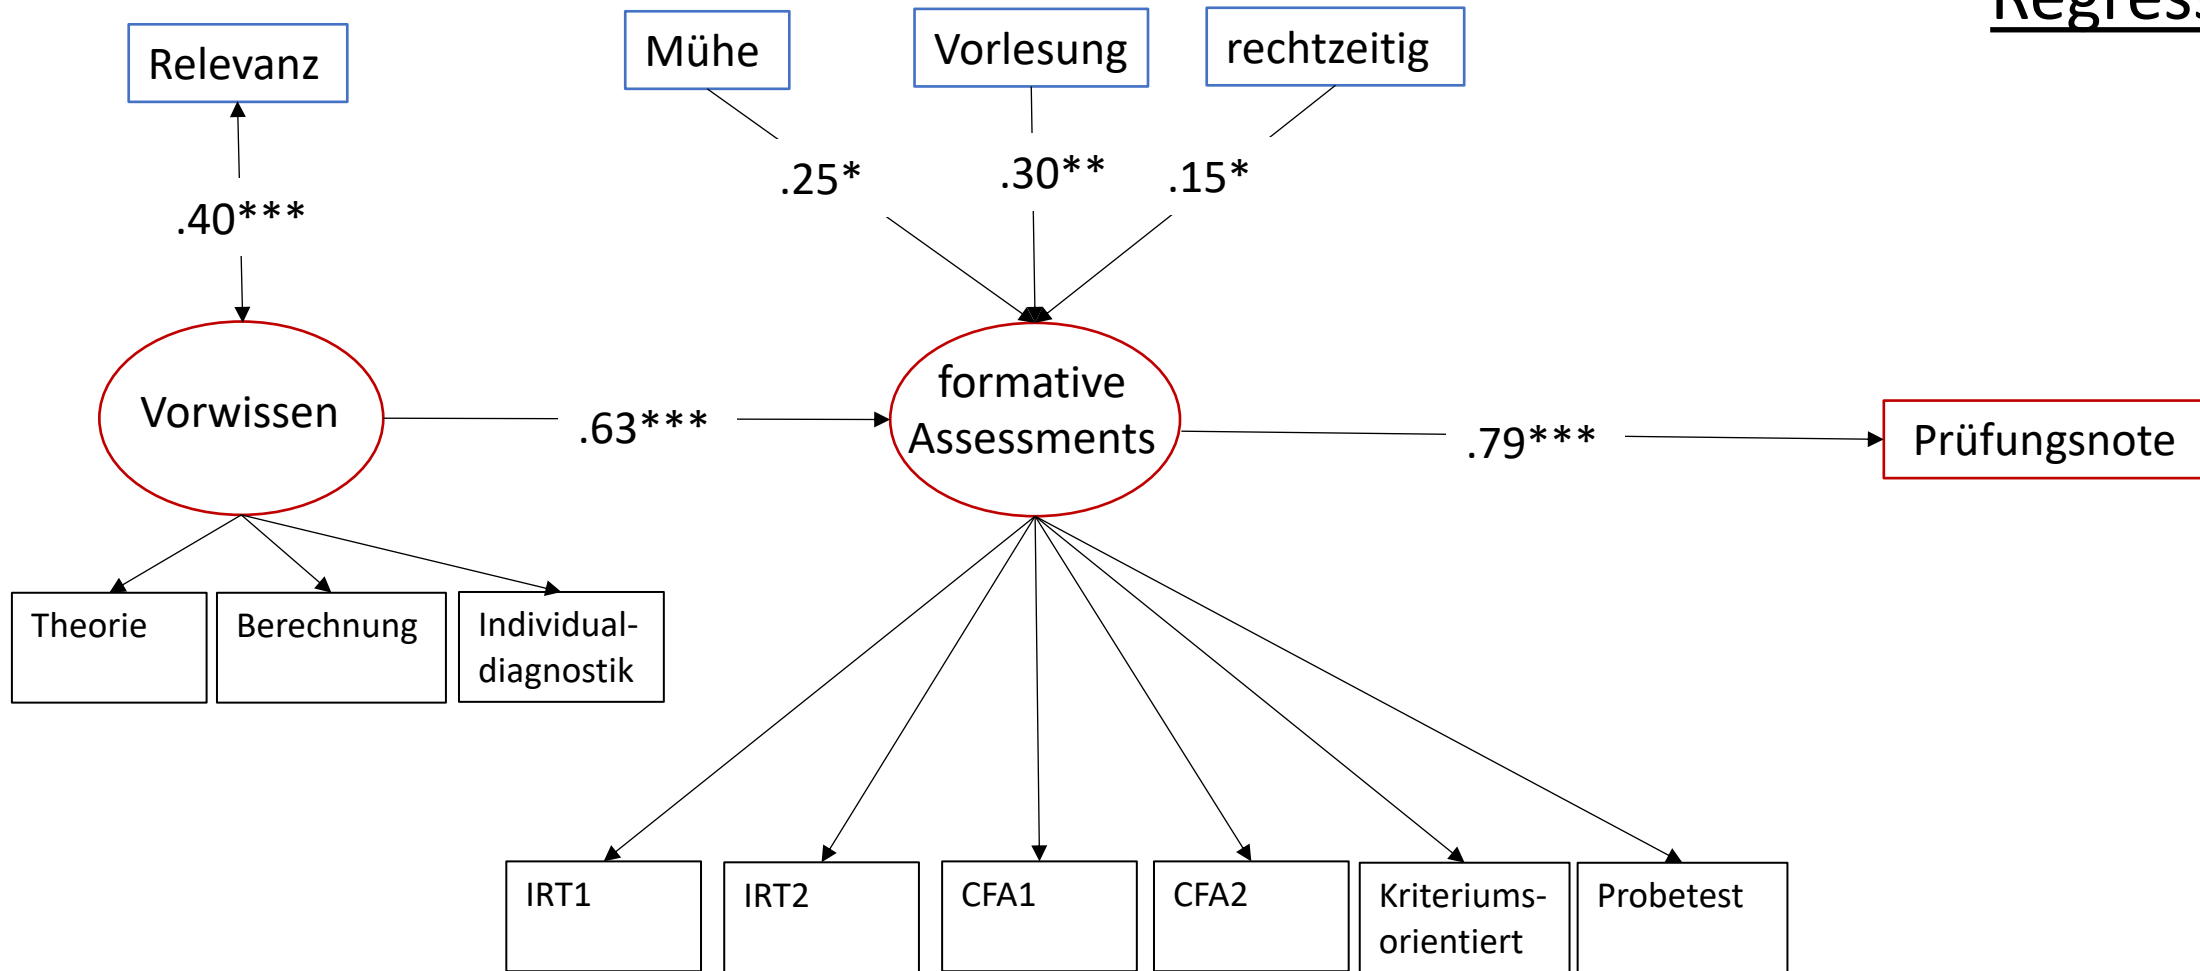 Regress
Relevanz
Mühe
Vorlesung
rechtzeitig
.40***
.25*
.30**
.15*
Vorwissen
.63***
formative
Assessments
.79***
Prüfungsnote
Theorie
Berechnung
Individual-
diagnostik
IRT1
IRT2
CFA1
CFA2
Kriteriums-
orientiert
Probetest